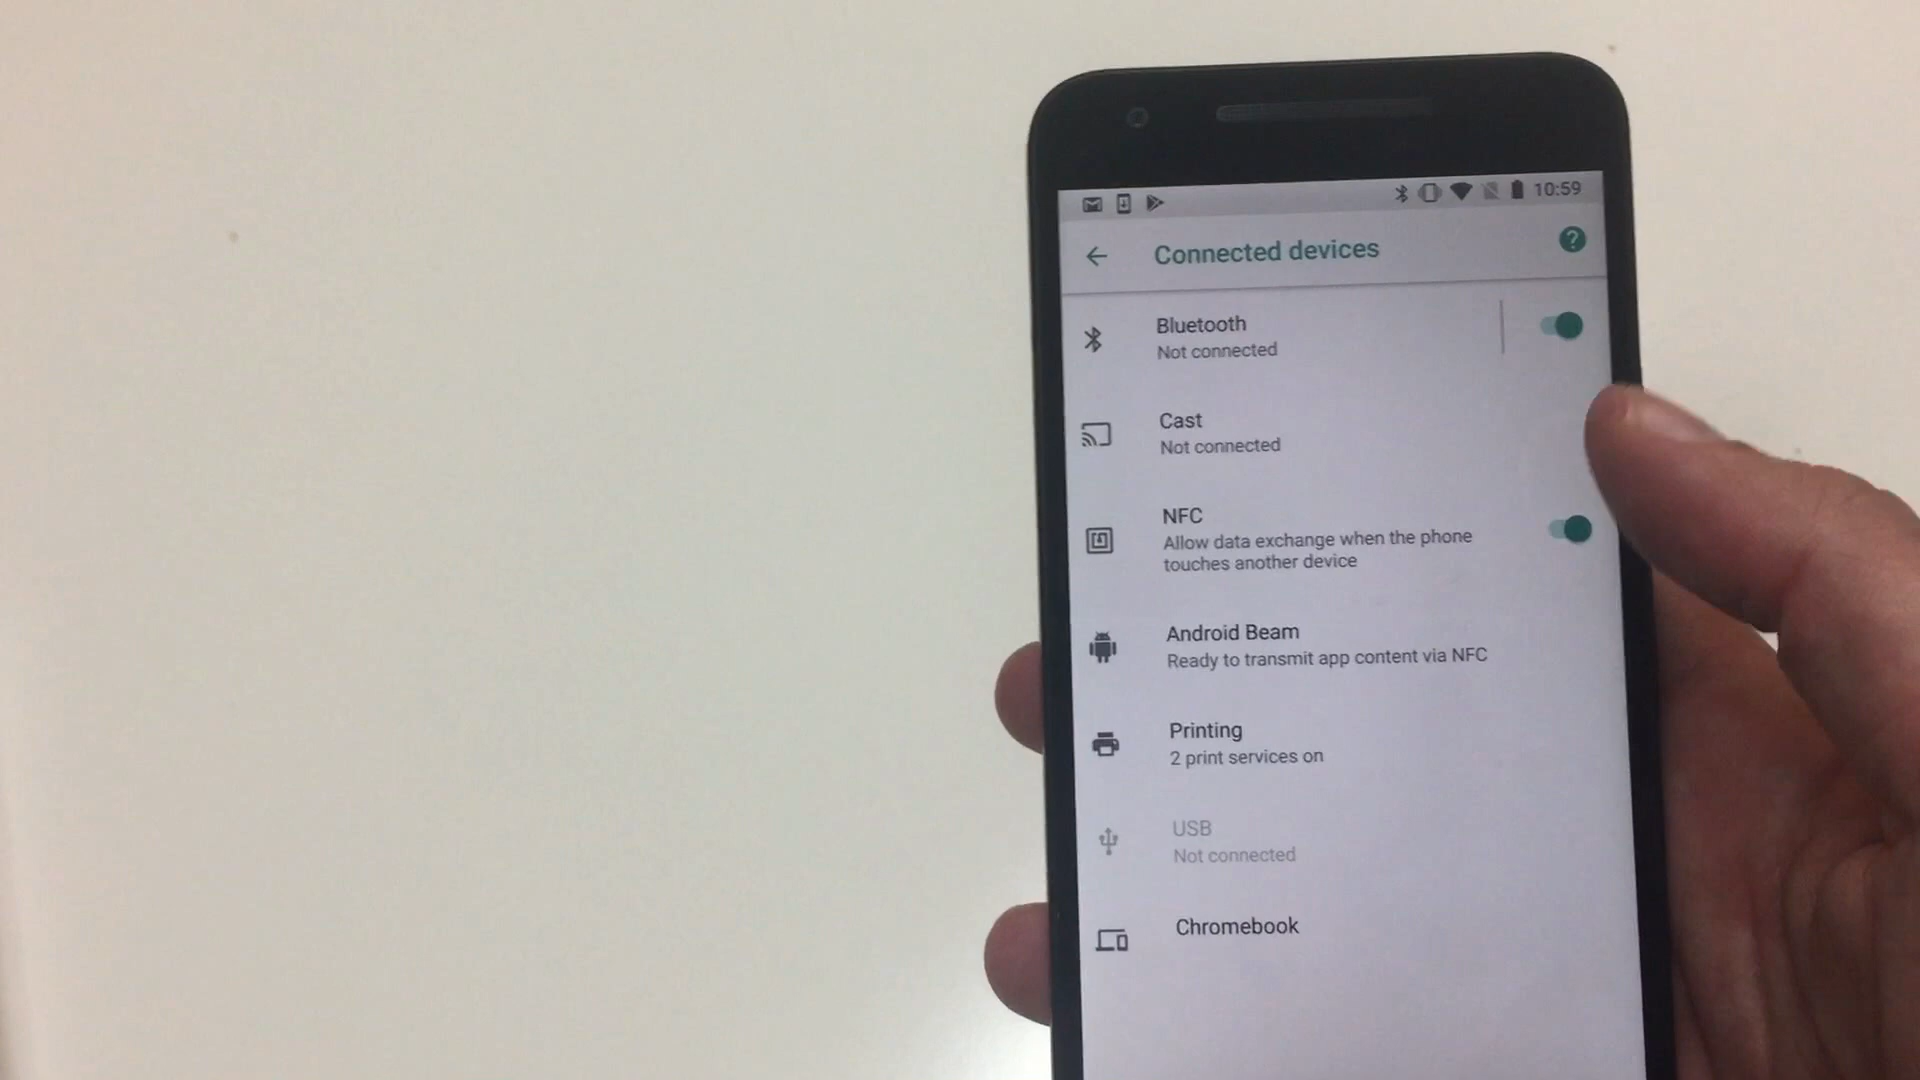 10:59
Connected devices
?
Bluetooth
Not connected
Cast
Not connected
NFC
Allow data exchange when the phone
touches another device
Android Beam
Ready to transmit app content via NFC
Printing
2 print services on
USB
Not connected
Chromebook